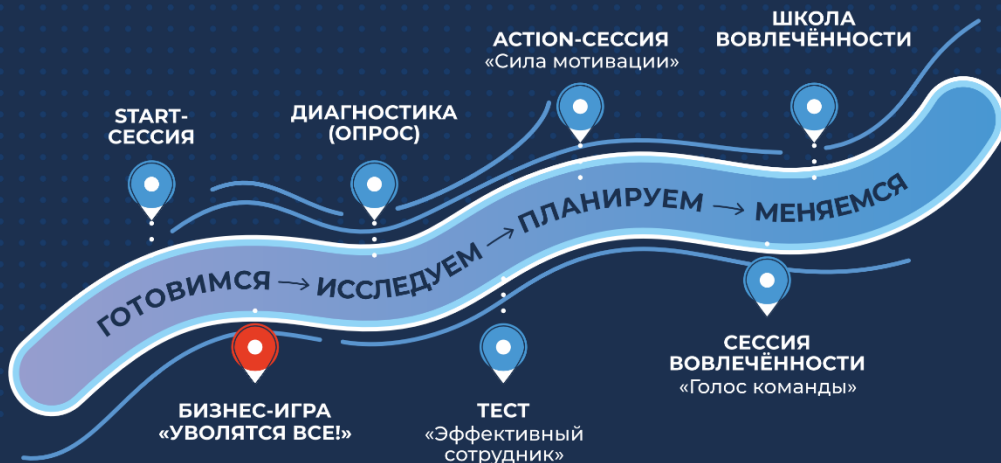 START-
СЕССИЯ
ДИАГНОСТИКА
(ОПРОС)
ACTION-СЕССИЯ
«Сила мотивации»
ШКОЛА
ВОВЛЕЧЁННОСТИ
ГОТОВИМСЯ → ИССЛЕДУЕМ → ПЛАНИРУЕМ → МЕНЯЕМСЯ
БИЗНЕС-ИГРА
«УВОЛЯТСЯ ВСЕ!»
ТЕСТ
«Эффективный
сотрудник»
СЕССИЯ
ВОВЛЕЧЁННОСТИ
«Голос команды»